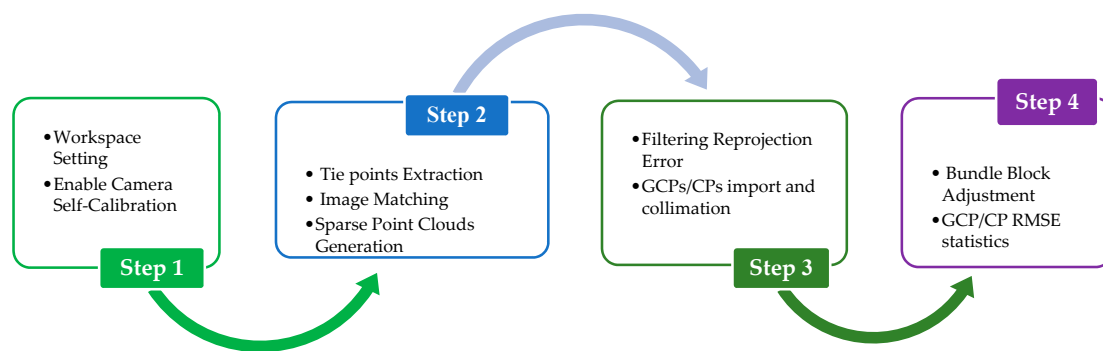 •Workspace
Setting
•Enable Camera
Self-Calibration
Step 1
Step 2
• Tie points Extraction
• Image Matching
•Sparse Point Clouds
Generation
•Filtering Reprojection
Error
•GCPs/CPs import and
collimation
Step 3
Step 4
• Bundle Block
Adjustment
• GCP/CP RMSE
statistics